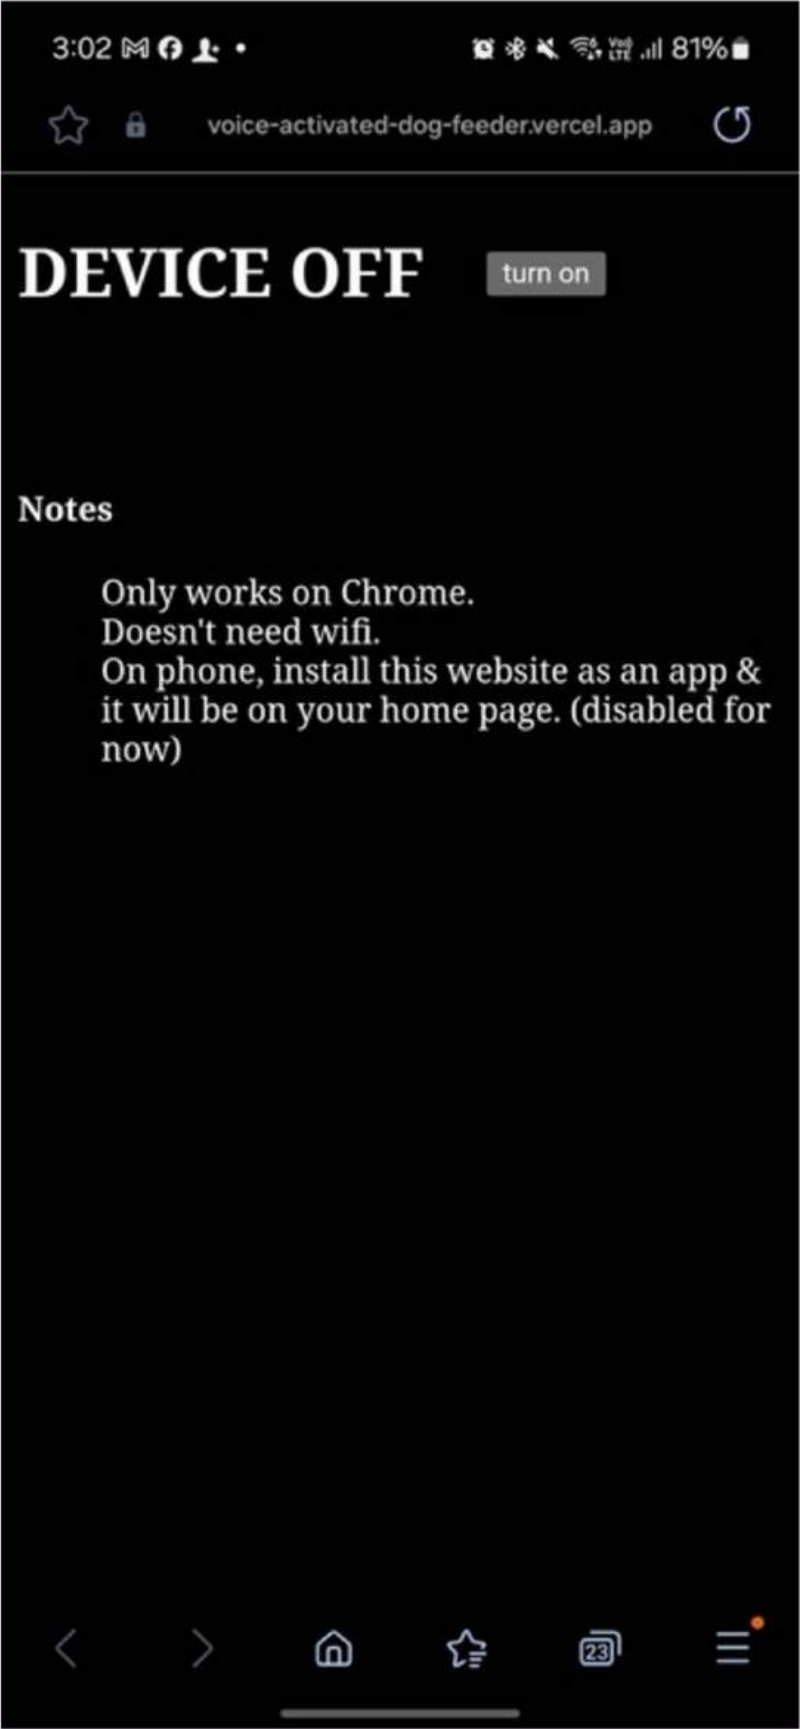 3:02 81%
voice-activated-dog-feeder.vercel.app
DEVICE OFF turn on
Notes
Only works on Chrome.
Doesn't need wifi.
On phone, install this website as an app &
it will be on your home page. (disabled for
now)
23